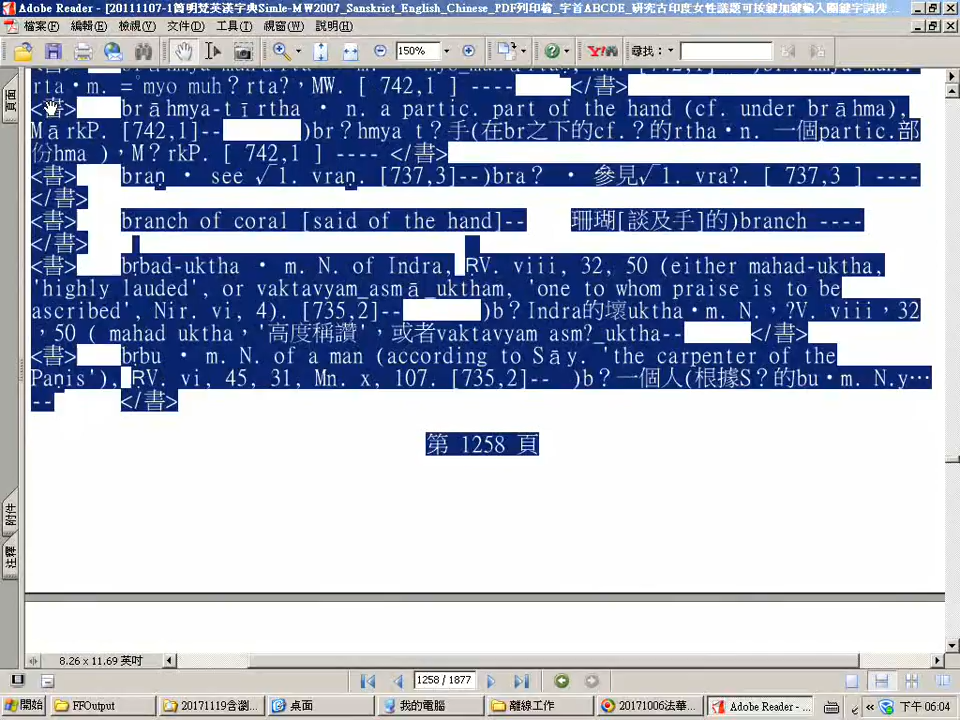 Adobe Reader - [20111107-1簡明梵英漢字典Simle-MW2007_Sanskrict_English_Chinese_PDF列印檔_字首ABCDE_研究古印度女性議題可按鍵加鍵輸入關鍵字詞搜
檔案(F) 編輯(E) 檢視(V) 文件(D) 工具(T) 視窗(W) 說明(H)
150% 尋找:
頁面
rta‧m. = myo muh？rta?，MW. [ 742,1 ] ---- </書>
<書> brāhmya-tīrtha ‧ n. a partic. part of the hand (cf. under brāhma),
MārkP. [742,1]-- )br？hmya t？手(在br之下的cf.？的rtha‧n. 一個partic.部
份hma )，M？rkP. [ 742,1 ] ---- </書>
<書> braṇ ‧ see √1. vraṇ. [737,3]--)bra？ ‧ 參見√1. vra?. [ 737,3 ] ----
</書>
<書> branch of coral [said of the hand]-- 珊瑚[談及手]的)branch ----
</書>
<書> bṛbad-uktha ‧ m. N. of Indra, RV. viii, 32, 50 (either mahad-uktha,
'highly lauded', or vaktavyam_asmā_uktham, 'one to whom praise is to be
ascribed', Nir. vi, 4). [735,2]-- )b？Indra的壞uktha‧m. N.，?V. viii，32
，50 ( mahad uktha，'高度稱讚'，或者vaktavyam asm?_uktha-- </書>
<書> bṛbu ‧ m. N. of a man (according to Sāy. 'the carpenter of the
Paṇis'), RV. vi, 45, 31, Mn. x, 107. [735,2]-- )b？一個人(根據S？的bu‧m. N.y…
-- </書>
第 1258 頁
附件
注釋
8.26 x 11.69 英吋
1258 / 1877
開始 FFOutput 20171119含瀏... 桌面 我的電腦 離線工作 20171006法華... Adobe Reader - ... 下午 06:04